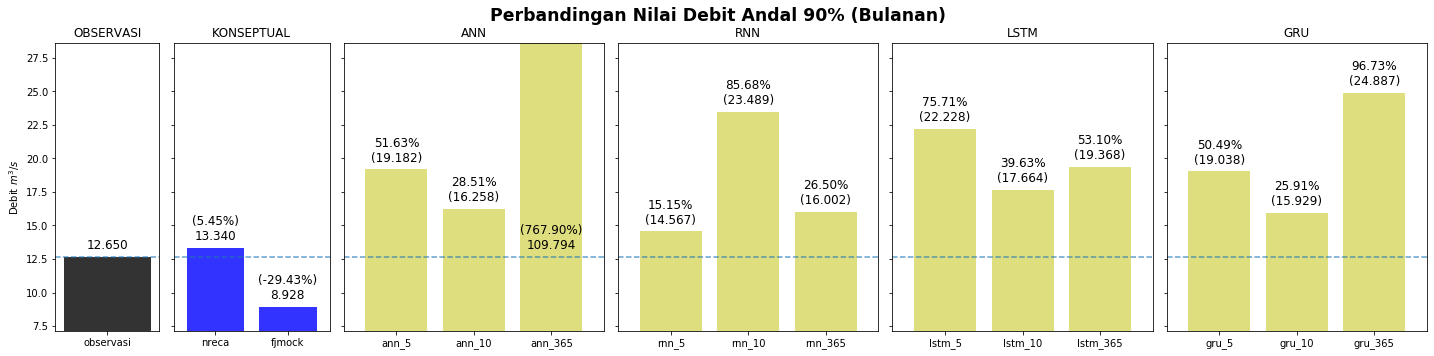 Perbandingan Nilai Debit Andal 90% (Bulanan)
OBSERVASI
Debit m³/s
27.5
25.0
22.5
20.0
17.5
15.0
12.5
10.0
7.5
12.650
observasi
KONSEPTUAL
(5.45%)
13.340
(-29.43%)
8.928
nreca
fjmock
ANN
51.63%
(19.182)
28.51%
(16.258)
(767.90%)
109.794
ann_5
ann_10
ann_365
RNN
15.15%
(14.567)
85.68%
(23.489)
26.50%
(16.002)
rnn_5
rnn_10
rnn_365
LSTM
75.71%
(22.228)
39.63%
(17.664)
53.10%
(19.368)
lstm_5
lstm_10
lstm_365
GRU
50.49%
(19.038)
25.91%
(15.929)
96.73%
(24.887)
gru_5
gru_10
gru_365